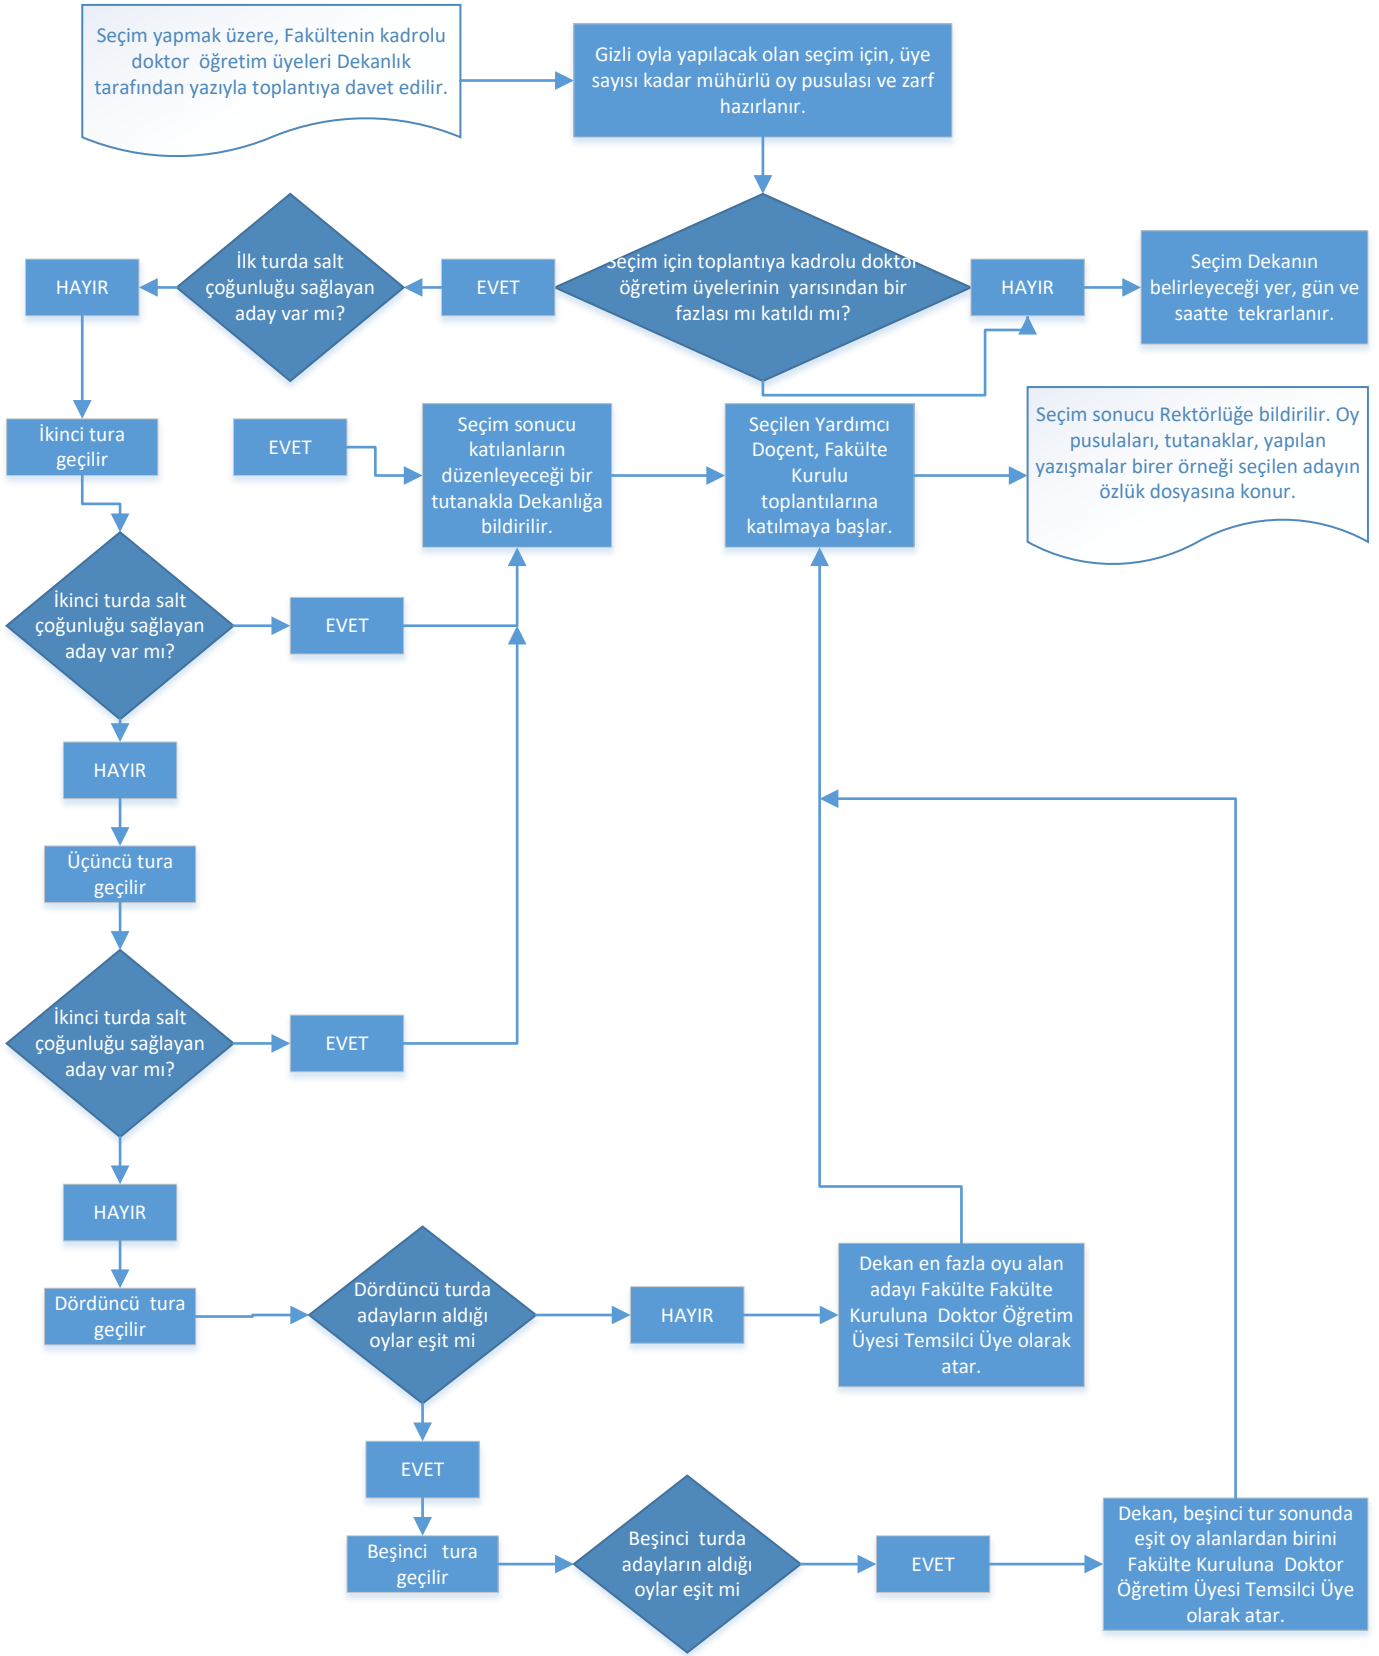 Seçim yapmak üzere, Fakültenin kadrolu
doktor öğretim üyeleri Dekanlık
tarafından yazıyla toplantıya davet edilir.
Gizli oyla yapılacak olan seçim için, üye
sayısı kadar mühürlü oy pusulası ve zarf
hazırlanır.
İlk turda salt
çoğunluğu sağlayan
aday var mı?
HAYIR
EVET
Seçim için toplantıya kadrolu doktor
öğretim üyelerinin yarısından bir
fazlası mı katıldı mı?
HAYIR
Seçim Dekanın
belirleyeceği yer, gün ve
saatte tekrarlanır.
İkinci tura
geçilir
EVET
Seçim sonucu
katılanların
düzenleyeceği bir
tutanakla Dekanlığa
bildirilir.
Seçilen Yardımcı
Doçent, Fakülte
Kurulu
toplantılarına
katılmaya başlar.
Seçim sonucu Rektörlüğe bildirilir. Oy
pusulaları, tutanaklar, yapılan
yazışmalar birer örneği seçilen adayın
özlük dosyasına konur.
İkinci turda salt
çoğunluğu sağlayan
aday var mı?
EVET
HAYIR
Üçüncü tura
geçilir
İkinci turda salt
çoğunluğu sağlayan
aday var mı?
EVET
HAYIR
Dördüncü tura
geçilir
Dördüncü turda
adayların aldığı
oylar eşit mi
HAYIR
Dekan en fazla oyu alan
adayı Fakülte Fakülte
Kuruluna Doktor Öğretim
Üyesi Temsilci Üye olarak
atar.
EVET
Beşinci tura
geçilir
Beşinci turda
adayların aldığı
oylar eşit mi
EVET
Dekan, beşinci tur sonunda
eşit oy alanlardan birini
Fakülte Kuruluna Doktor
Öğretim Üyesi Temsilci Üye
olarak atar.